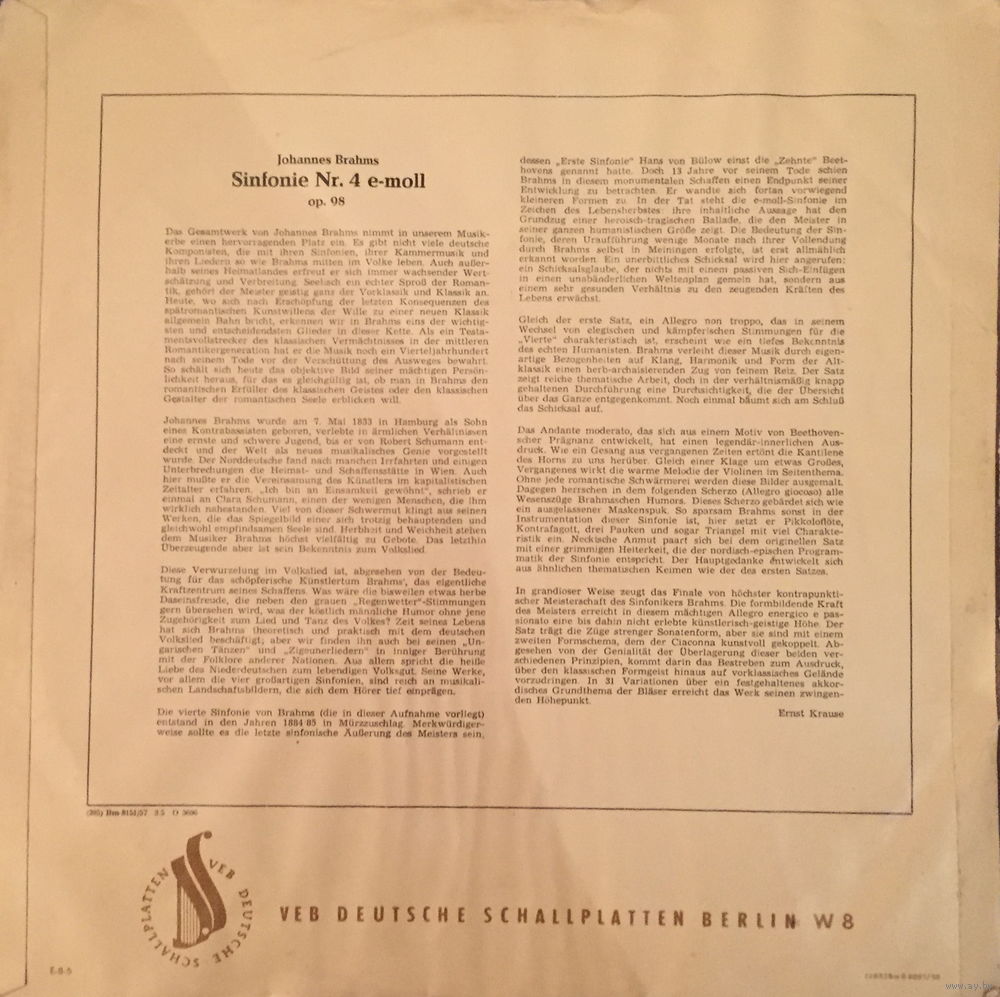 Johannes Brahms
Sinfonie Nr. 4 e-moll
op. 98
Das Gesamtwerk von Johannes Brahms nimmt in unserem Musik-
erbe einen hervorragenden Platz ein. Es gibt nicht viele deutsche
Komponisten, die mit ihren Sinfonien, ihrer Kammermusik und
ihren Liedern so wie Brahms mitten im Volke leben. Auch außer-
halb seines Heimatlandes erfreut er sich immer wachsender Wert-
schätzung und Verbreitung. Seelisch ein echter Sproß der Roman-
tik, gehört der Meister geistig ganz der Vorklassik und Klassik an.
Heute, wo sich nach Erschöpfung der letzten Konsequenzen des
spätromantischen Kunstwillens der Wille zu einer neuen Klassik
allgemein Bahn bricht, erkennen wir in Brahms eins der wichtig-
sten und entscheidendsten Glieder in dieser Kette. Als ein Testa-
mentsvollstrecker des klassischen Vermächtnisses in der mittleren
Romantikergeneration hat er die Musik noch ein Vierteljahrhundert
nach seinem Tode vor der Verschüttung des Ausweges bewahrt.
So schält sich heute das objektive Bild seiner mächtigen Persön-
lichkeit heraus, für das es gleichgültig ist, ob man in Brahms den
romantischen Erfüller des klassischen Geistes oder den klassischen
Gestalter der romantischen Seele erblicken will.
Johannes Brahms wurde am 7. Mai 1833 in Hamburg als Sohn
eines Kontrabassisten geboren, verlebte in ärmlichen Verhältnissen
eine ernste und schwere Jugend, bis er von Robert Schumann ent-
deckt und der Welt als neues musikalisches Genie vorgestellt
wurde. Der Norddeutsche fand nach manchen Irrfahrten und einigen
Unterbrechungen die Heimat- und Schaffensstätte in Wien. Auch
hier mußte er die Vereinsamung des Künstlers im kapitalistischen
Zeitalter erfahren. „Ich bin an Einsamkeit gewöhnt“, schrieb er
einmal an Clara Schumann, einen der wenigen Menschen, die ihm
wirklich nahestanden. Viel von dieser Schwermut klingt aus seinen
Werken, die das Spiegelbild einer sich trotzig behauptenden und
gleichwohl empfindsamen Seele sind. Herbheit und Weichheit stehen
dem Musiker Brahms höchst vielfältig zu Gebote. Das letzthin
Überzeugende aber ist sein Bekenntnis zum Volkslied.
Diese Verwurzelung im Volkslied ist, abgesehen von der Bedeu-
tung für das schöpferische Künstlertum Brahms', das eigentliche
Kraftzentrum seines Schaffens. Was wäre die bisweilen etwas herbe
Daseinsfreude, die neben den grauen „Regenwetter“-Stimmungen
gern übersehen wird, was der köstlich männliche Humor ohne jene
Zugehörigkeit zum Lied und Tanz des Volkes? Zeit seines Lebens
hat sich Brahms theoretisch und praktisch mit dem deutschen
Volkslied beschäftigt; aber wir finden ihn auch bei seinen „Un-
garischen Tänzen“ und „Zigeunerliedern“ in inniger Berührung
mit der Folklore anderer Nationen. Aus allem spricht die heiße
Liebe des Niederdeutschen zum lebendigen Volksgut. Seine Werke,
vor allem die vier großartigen Sinfonien, sind reich an musikali-
schen Landschaftsbildern, die sich dem Hörer tief einprägen.
Die vierte Sinfonie von Brahms (die in dieser Aufnahme vorliegt)
entstand in den Jahren 1884/85 in Mürzzuschlag. Merkwürdiger-
weise sollte es die letzte sinfonische Äußerung des Meisters sein,
dessen „Erste Sinfonie“ Hans von Bülow einst die „Zehnte“ Beet-
hovens genannt hatte. Doch 13 Jahre vor seinem Tode schien
Brahms in diesem monumentalen Schaffen einen Endpunkt seiner
Entwicklung zu betrachten. Er wandte sich fortan vorwiegend
kleineren Formen zu. In der Tat steht die e-moll-Sinfonie im
Zeichen des Lebensherbstes: ihre inhaltliche Aussage hat den
Grundzug einer heroisch-tragischen Ballade, die den Meister in
seiner ganzen humanistischen Größe zeigt. Die Bedeutung der Sin-
fonie, deren Uraufführung wenige Monate nach ihrer Vollendung
durch Brahms selbst in Meiningen erfolgte, ist erst allmählich
erkannt worden. Ein unerbittliches Schicksal wird hier angerufen:
ein Schicksalsglaube, der nichts mit einem passiven Sich-Einfügen
in einen unabänderlichen Weltenplan gemein hat, sondern aus
einem sehr gesunden Verhältnis zu den zeugenden Kräften des
Lebens erwächst.
Gleich der erste Satz, ein Allegro non troppo, das in seinem
Wechsel von elegischen und kämpferischen Stimmungen für die
„Vierte“ charakteristisch ist, erscheint wie ein tiefes Bekenntnis
des echten Humanisten. Brahms verleiht dieser Musik durch eigen-
artige Bezogenheiten auf Klang, Harmonik und Form der Alt-
klassik einen herb-archaisierenden Zug von feinem Reiz. Der Satz
zeigt reiche thematische Arbeit, doch in der verhältnismäßig knapp
gehaltenen Durchführung eine Durchsichtigkeit, die der Übersicht
über das Ganze entgegenkommt. Noch einmal bäumt sich am Schluß
das Schicksal auf.
Das Andante moderato, das sich aus einem Motiv von Beethoven-
scher Prägnanz entwickelt, hat einen legendär-innerlichen Aus-
druck. Wie ein Gesang aus vergangenen Zeiten ertönt die Kantilene
des Horns zu uns herüber. Gleich einer Klage um etwas Großes,
Vergangenes wirkt die warme Melodie der Violinen im Seitenthema.
Ohne jede romantische Schwärmerei werden diese Bilder ausgemalt.
Dagegen herrschen in dem folgenden Scherzo (Allegro giocoso) alle
Wesenszüge Brahmsschen Humors. Dieses Scherzo gebärdet sich wie
ein ausgelassener Maskenspuk. So sparsam Brahms sonst in der
Instrumentation dieser Sinfonie ist, hier setzt er Pikkoloflöte,
Kontrafagott, drei Pauken und sogar Triangel mit viel Charakte-
ristik ein. Neckische Anmut paart sich bei dem originellen Satz
mit einer grimmigen Heiterkeit, die der nordisch-epischen Program-
matik der Sinfonie entspricht. Der Hauptgedanke entwickelt sich
aus ähnlichen thematischen Keimen wie der des ersten Satzes.
In grandioser Weise zeugt das Finale von höchster kontrapunkti-
scher Meisterschaft des Sinfonikers Brahms. Die formbildende Kraft
des Meisters erreicht in diesem mächtigen Allegro energico e pas-
sionato eine bis dahin nicht erlebte künstlerisch-geistige Höhe. Der
Satz trägt die Züge strenger Sonatenform, aber sie sind mit einem
zweiten Formschema, dem der Ciaconna kunstvoll gekoppelt. Ab-
gesehen von der Genialität der Überlagerung dieser beiden ver-
schiedenen Prinzipien, kommt darin das Bestreben zum Ausdruck,
über den klassischen Formgeist hinaus auf vorklassisches Gelände
vorzudringen. In 31 Variationen über ein festgehaltenes akkor-
disches Grundthema der Bläser erreicht das Werk seinen zwingen-
den Höhepunkt.
Ernst Krause
VEB DEUTSCHE SCHALLPLATTEN
VEB DEUTSCHE SCHALLPLATTEN BERLIN W 8
E-8-5
www.ay.by